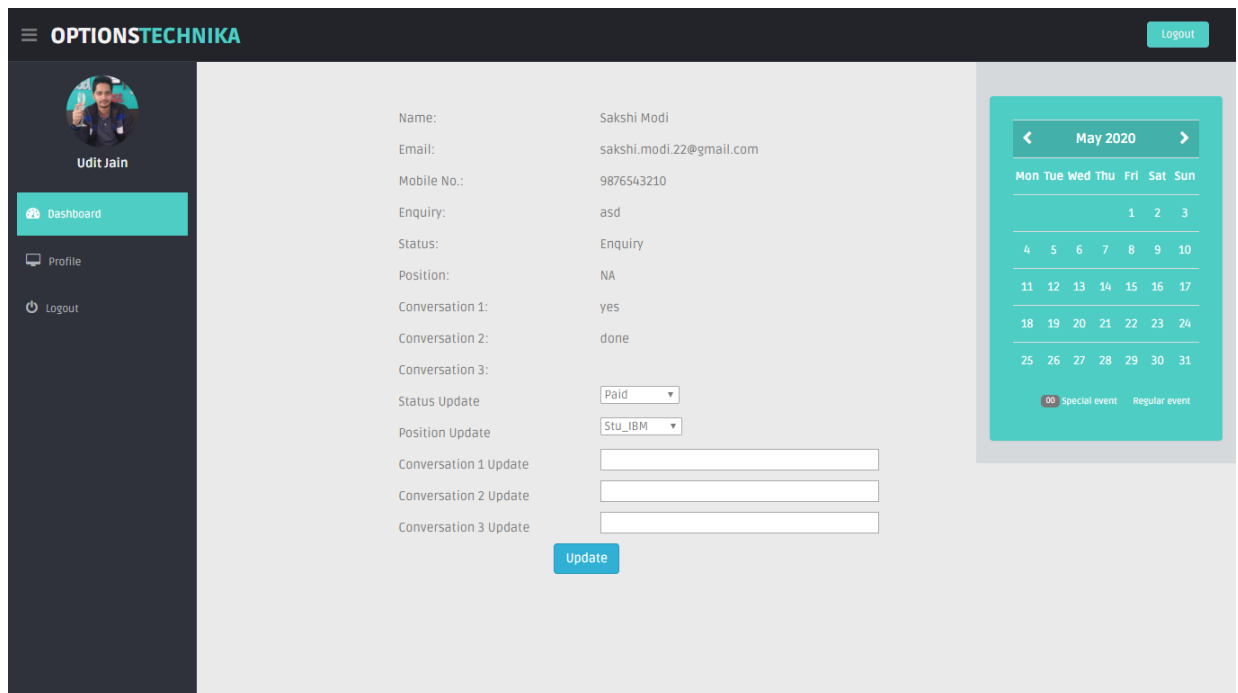 OPTIONSTECHNIKA
Logout
Udit Jain
Dashboard
Profile
Logout
Name: Sakshi Modi
Email: sakshi.modi.22@gmail.com
Mobile No.: 9876543210
Enquiry: asd
Status: Enquiry
Position: NA
Conversation 1: yes
Conversation 2: done
Conversation 3:
Status Update Paid
Position Update Stu_IBM
Conversation 1 Update
Conversation 2 Update
Conversation 3 Update
Update
May 2020
Mon Tue Wed Thu Fri Sat Sun
1 2 3
4 5 6 7 8 9 10
11 12 13 14 15 16 17
18 19 20 21 22 23 24
25 26 27 28 29 30 31
00 Special event Regular event